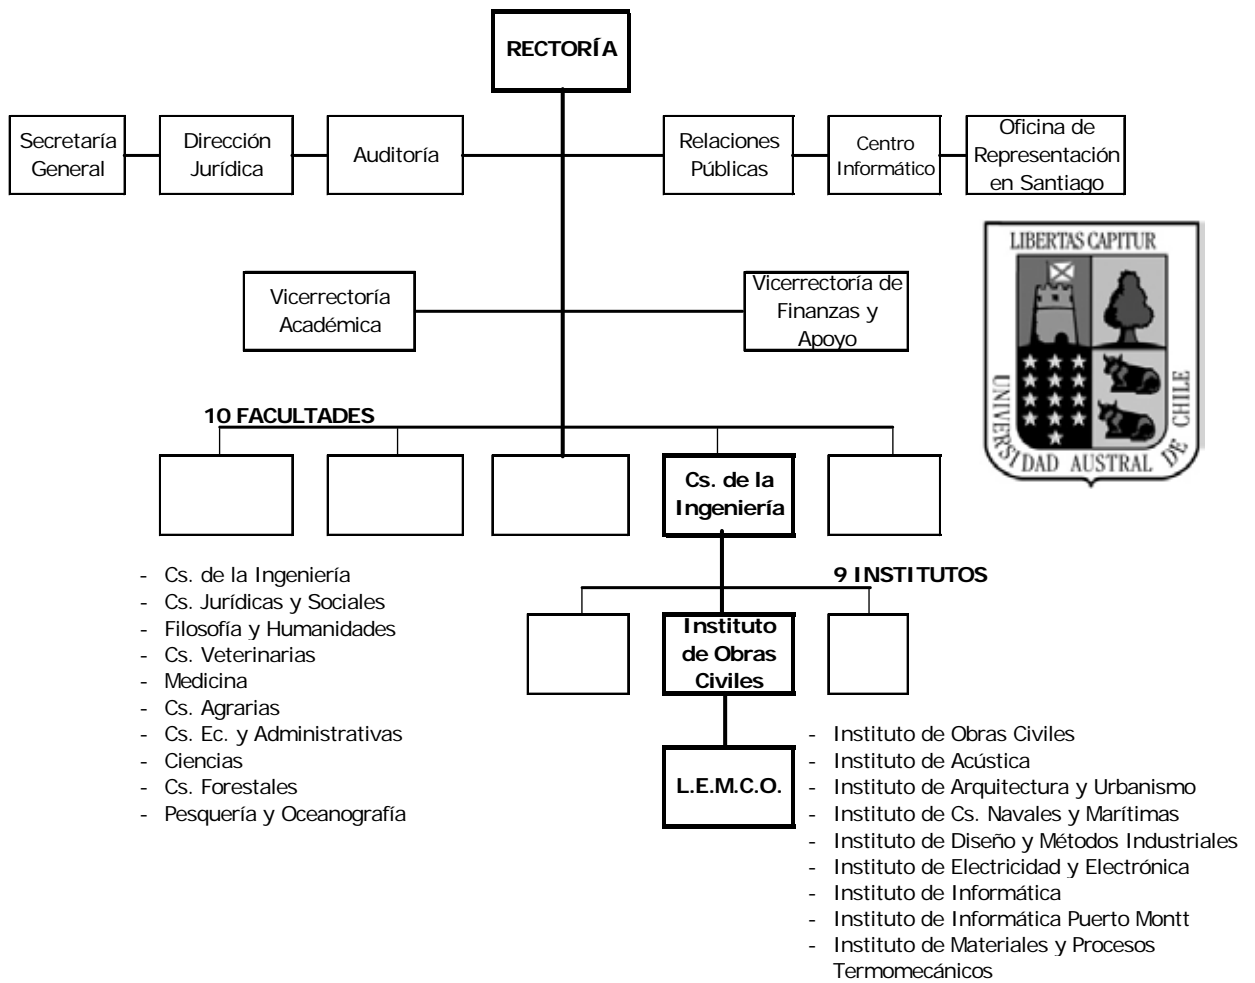 RECTORÍA
Secretaría
General
Dirección
Jurídica
Auditoría
Relaciones
Públicas
Centro
Informático
Oficina de
Representación
en Santiago
LIBERTAS CAPITUR
UNIVERSIDAD AUSTRAL DE CHILE
Vicerrectoría
Académica
Vicerrectoría de
Finanzas y
Apoyo
10 FACULTADES
Cs. de la
Ingeniería
- Cs. de la Ingeniería
- Cs. Jurídicas y Sociales
- Filosofía y Humanidades
- Cs. Veterinarias
- Medicina
- Cs. Agrarias
- Cs. Ec. y Administrativas
- Ciencias
- Cs. Forestales
- Pesquería y Oceanografía
9 INSTITUTOS
Instituto
de Obras
Civiles
L.E.M.C.O.
- Instituto de Obras Civiles
- Instituto de Acústica
- Instituto de Arquitectura y Urbanismo
- Instituto de Cs. Navales y Marítimas
- Instituto de Diseño y Métodos Industriales
- Instituto de Electricidad y Electrónica
- Instituto de Informática
- Instituto de Informática Puerto Montt
- Instituto de Materiales y Procesos
Termomecánicos